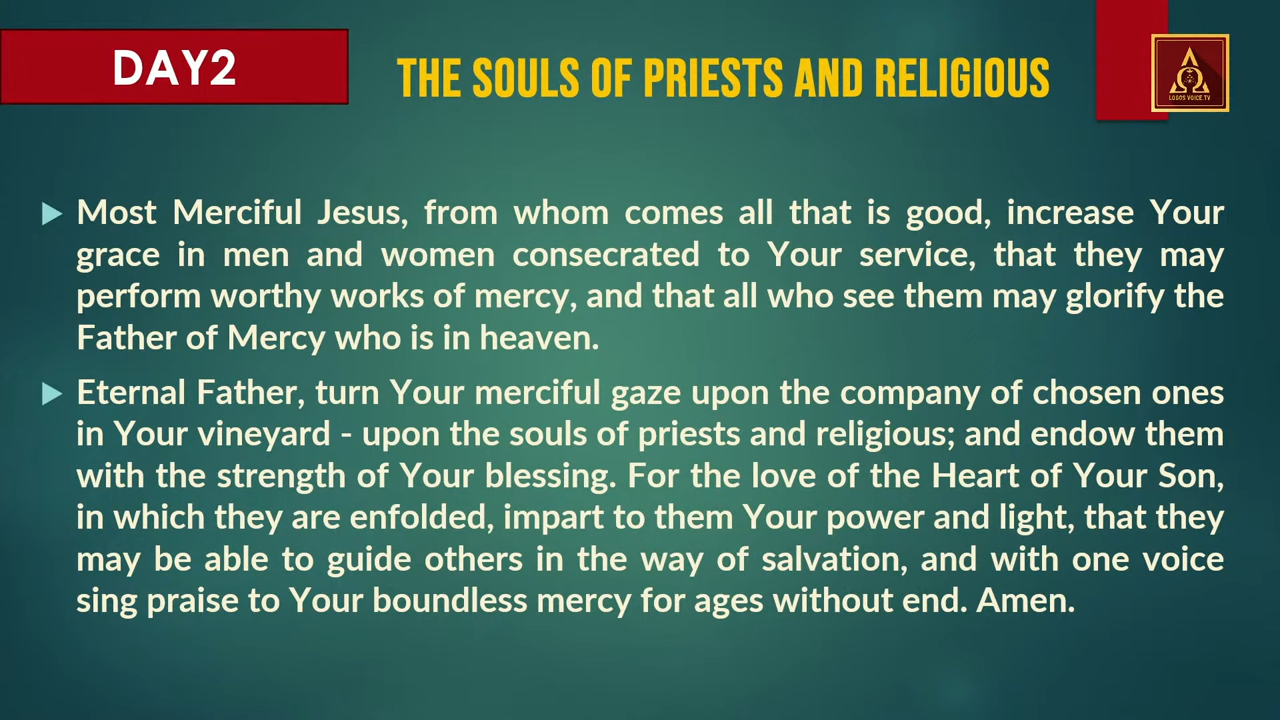 DAY2
THE SOULS OF PRIESTS AND RELIGIOUS
LOGOS VOICE.TV
Most Merciful Jesus, from whom comes all that is good, increase Your
grace in men and women consecrated to Your service, that they may
perform worthy works of mercy, and that all who see them may glorify the
Father of Mercy who is in heaven.
Eternal Father, turn Your merciful gaze upon the company of chosen ones
in Your vineyard - upon the souls of priests and religious; and endow them
with the strength of Your blessing. For the love of the Heart of Your Son,
in which they are enfolded, impart to them Your power and light, that they
may be able to guide others in the way of salvation, and with one voice
sing praise to Your boundless mercy for ages without end. Amen.